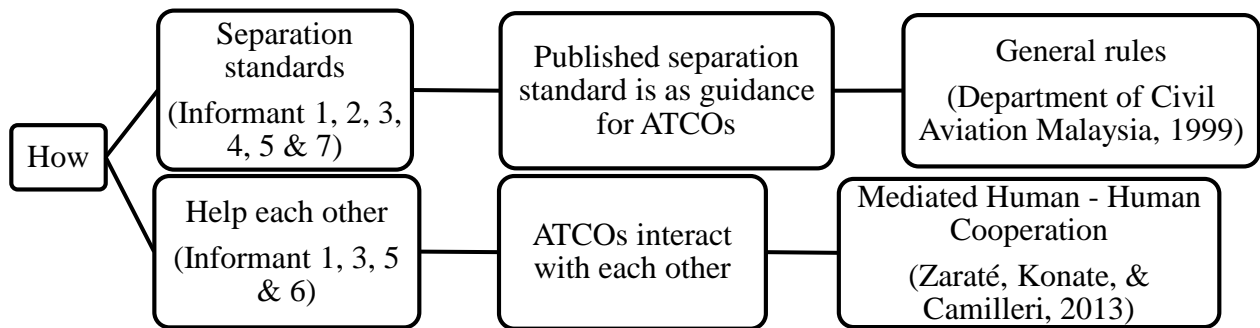 How
Separation
standards
(Informant 1, 2, 3,
4, 5 & 7)
Published separation
standard is as guidance
for ATCOs
General rules
(Department of Civil
Aviation Malaysia, 1999)
Help each other
(Informant 1, 3, 5
& 6)
ATCOs interact
with each other
Mediated Human - Human
Cooperation
(Zaraté, Konate, &
Camilleri, 2013)